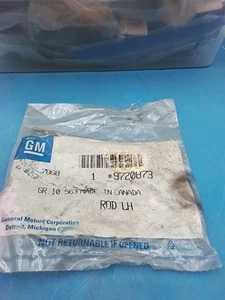 GM
1 9720873
GR 10.563 MADE IN CANADA
ROD LH
General Motors Corporation
Detroit, Michigan
NOT RETURNABLE IF OPENED